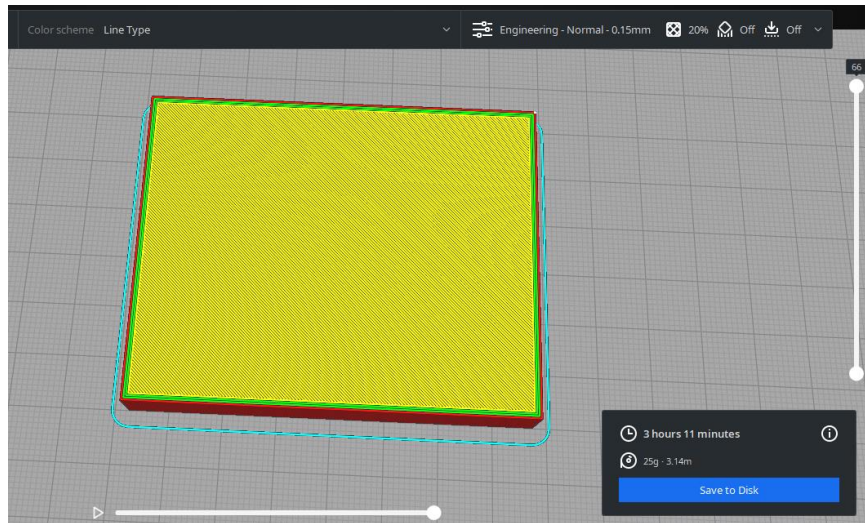 Color scheme Line Type
Engineering - Normal - 0.15mm 20% Off Off
66
3 hours 11 minutes
25g · 3.14m
Save to Disk